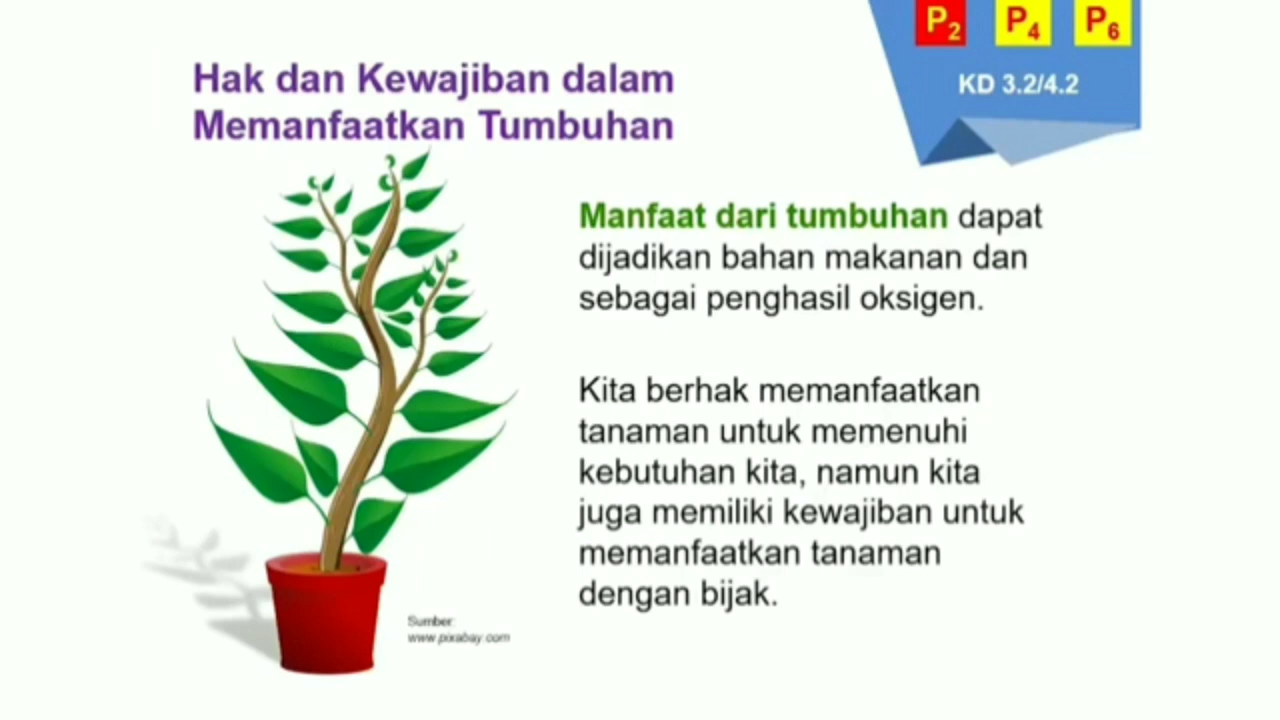 P2 P4 P6
KD 3.2/4.2
Hak dan Kewajiban dalam
Memanfaatkan Tumbuhan
Manfaat dari tumbuhan dapat
dijadikan bahan makanan dan
sebagai penghasil oksigen.
Kita berhak memanfaatkan
tanaman untuk memenuhi
kebutuhan kita, namun kita
juga memiliki kewajiban untuk
memanfaatkan tanaman
dengan bijak.
Sumber:
www.pixabay.com